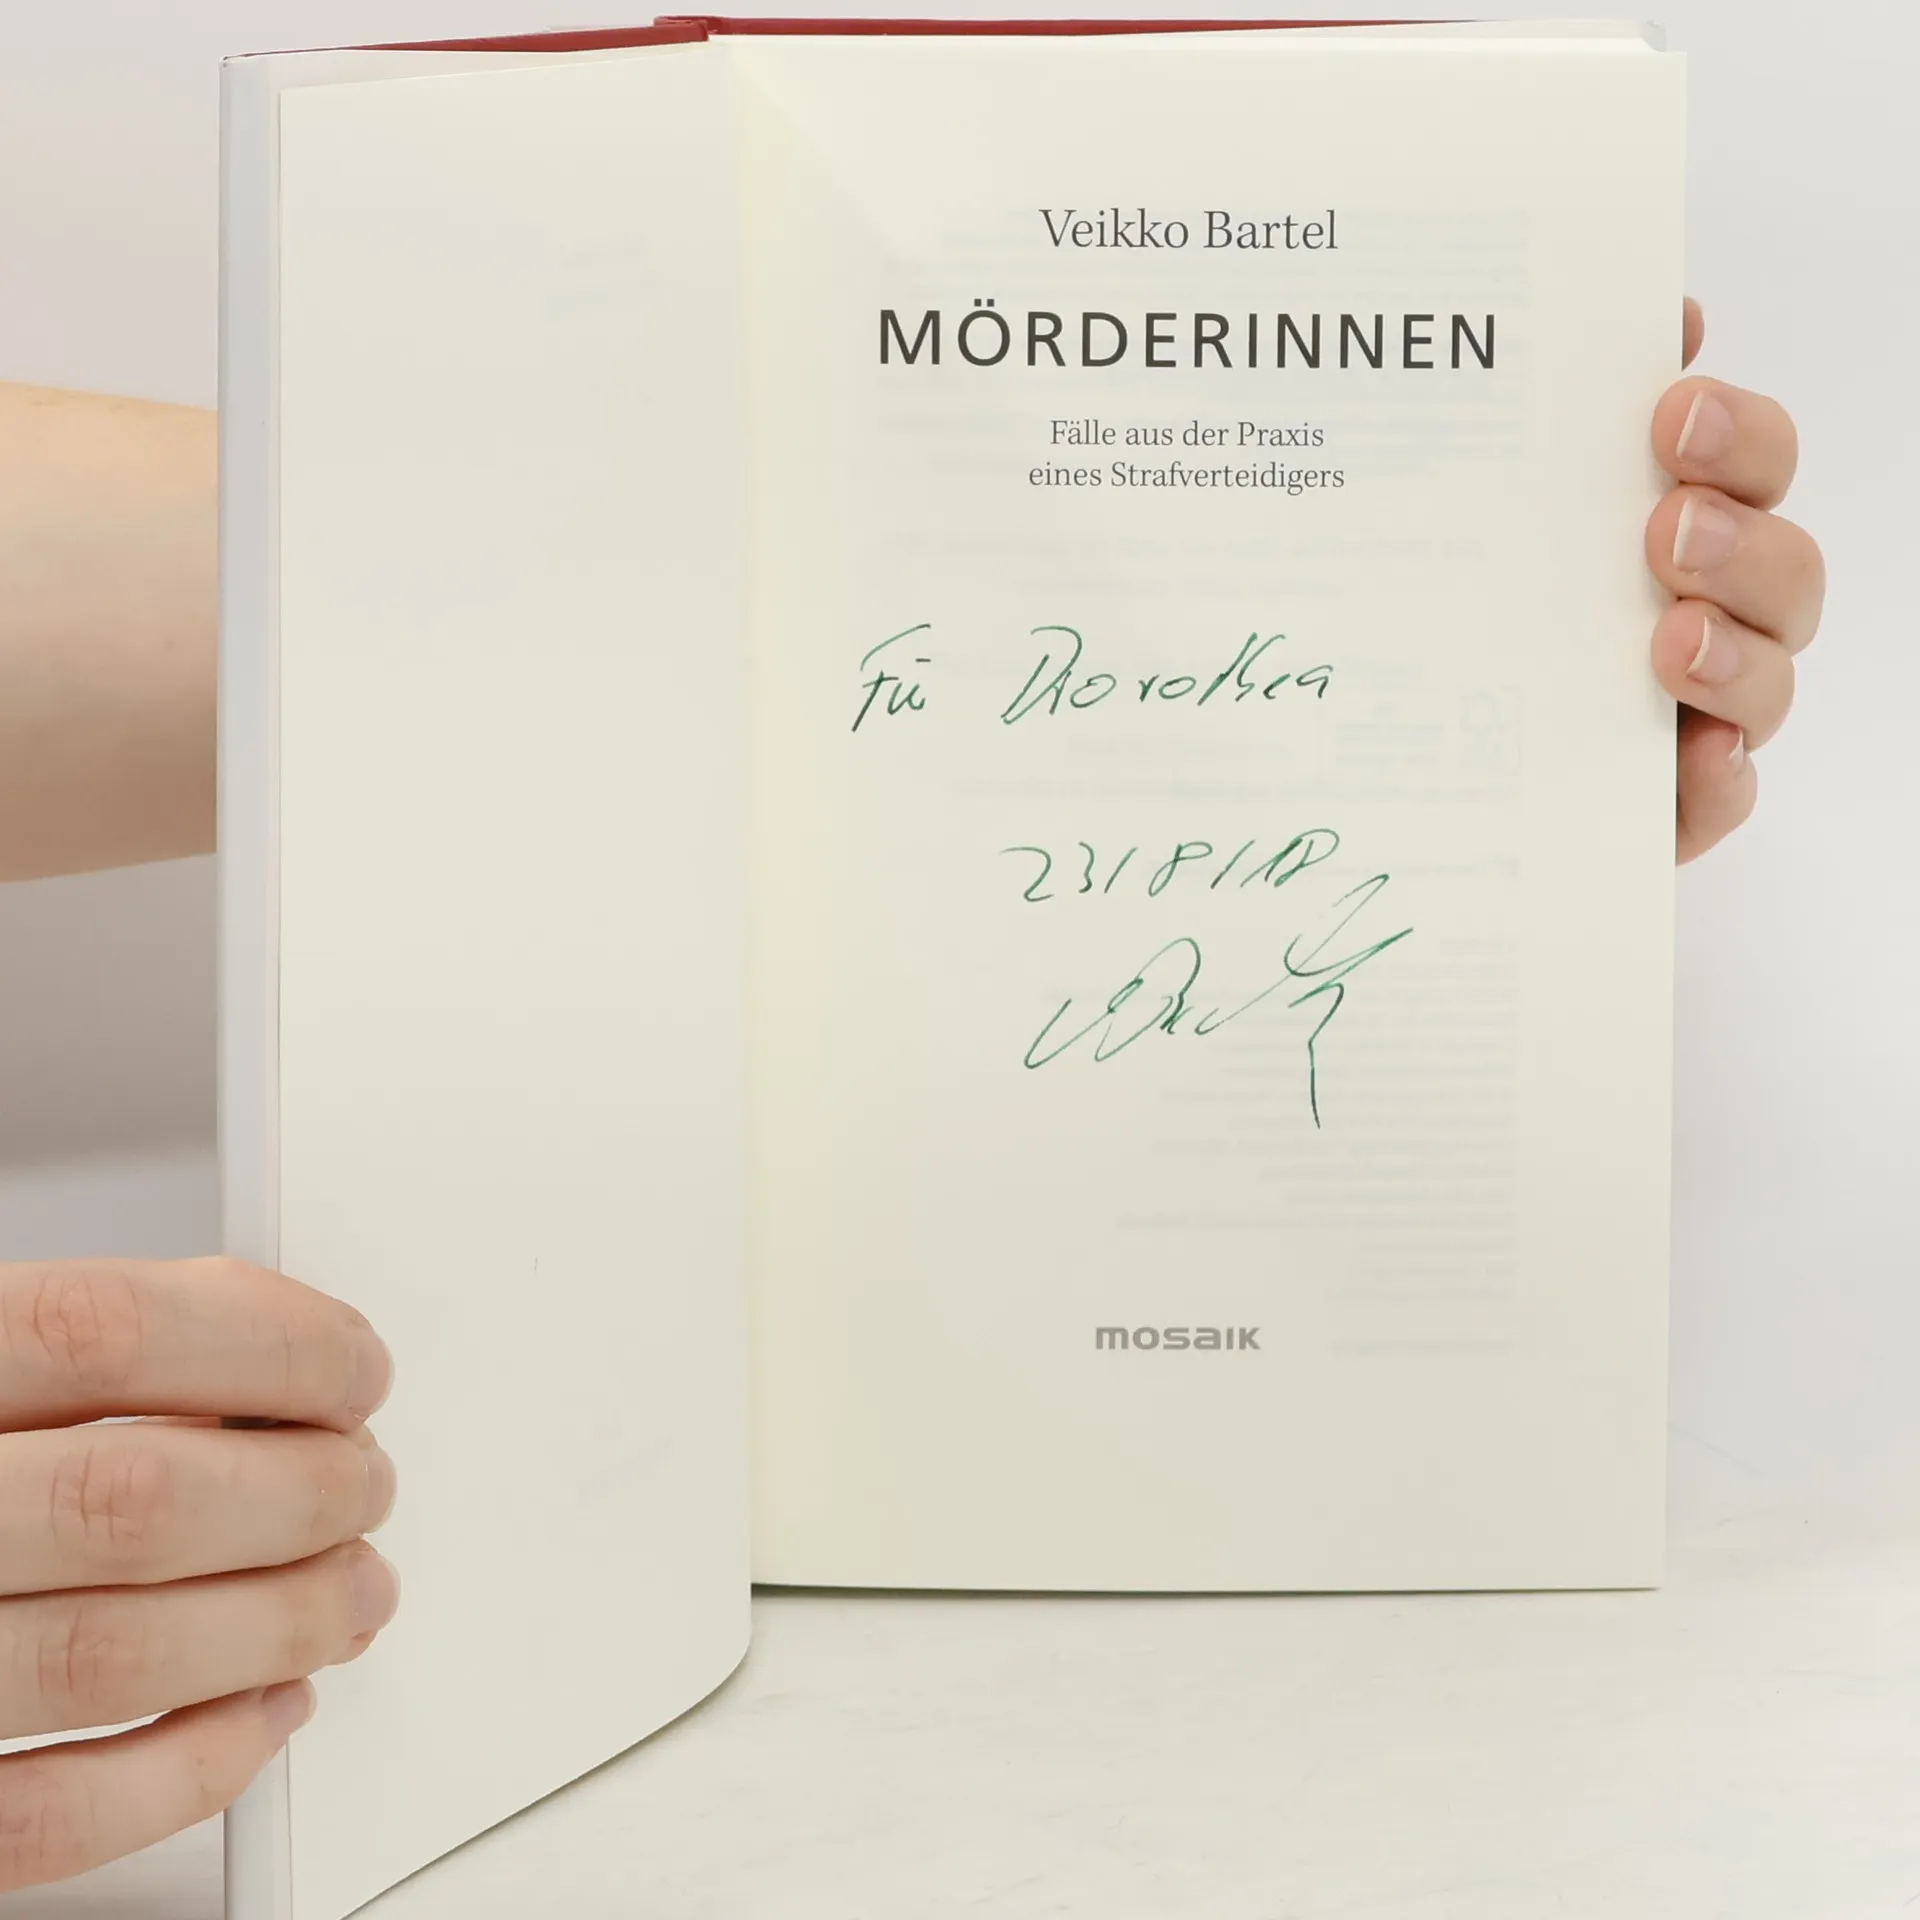 Veikko Bartel
MÖRDERINNEN
Fälle aus der Praxis
eines Strafverteidigers
Für Dorothea
23/8/18
mosaik